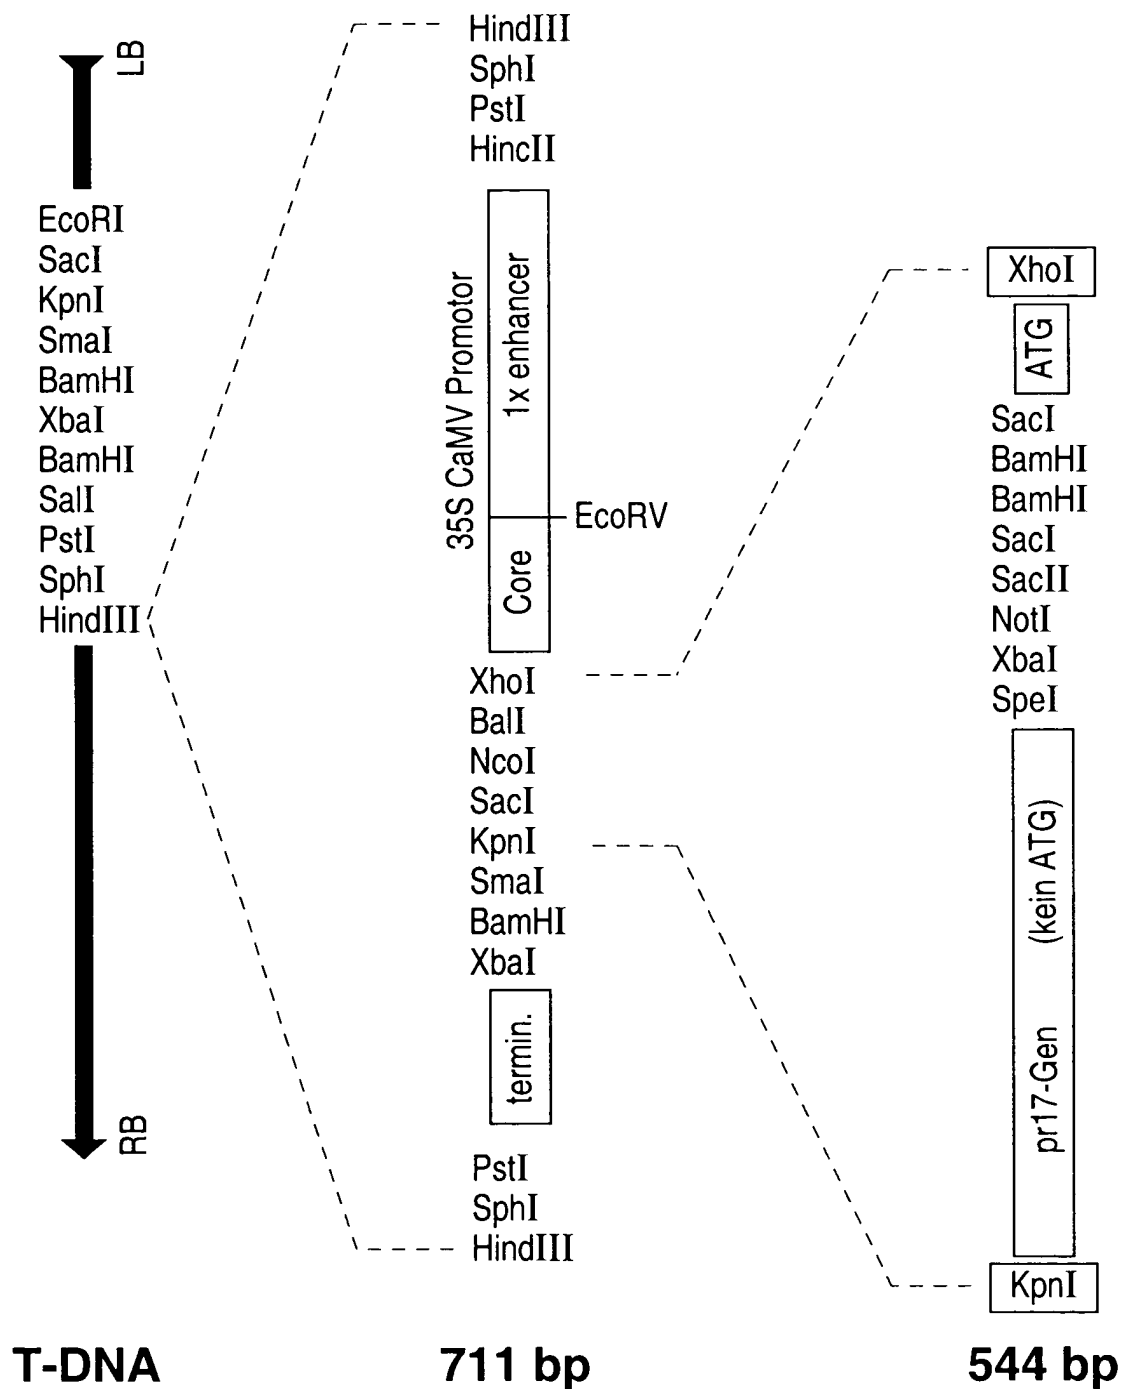 LB
EcoRI
SacI
KpnI
SmaI
BamHI
XbaI
BamHI
SalI
PstI
SphI
HindIII
RB
T-DNA
HindIII
SphI
PstI
HincII
35S CaMV Promotor
1x enhancer
EcoRV
Core
XhoI
BalI
NcoI
SacI
KpnI
SmaI
BamHI
XbaI
termin.
PstI
SphI
HindIII
711 bp
XhoI
ATG
SacI
BamHI
BamHI
SacI
SacII
NotI
XbaI
SpeI
pr17-Gen (kein ATG)
KpnI
544 bp